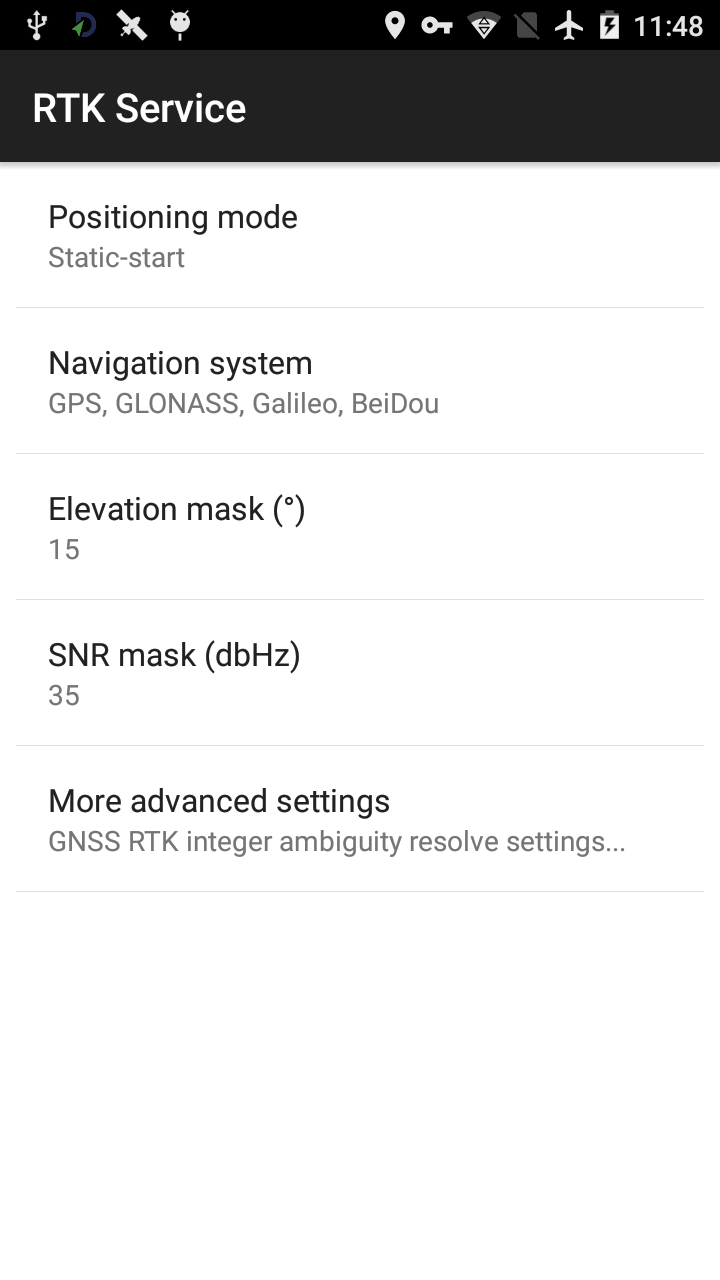 11:48
RTK Service
Positioning mode
Static-start
Navigation system
GPS, GLONASS, Galileo, BeiDou
Elevation mask (°)
15
SNR mask (dbHz)
35
More advanced settings
GNSS RTK integer ambiguity resolve settings...